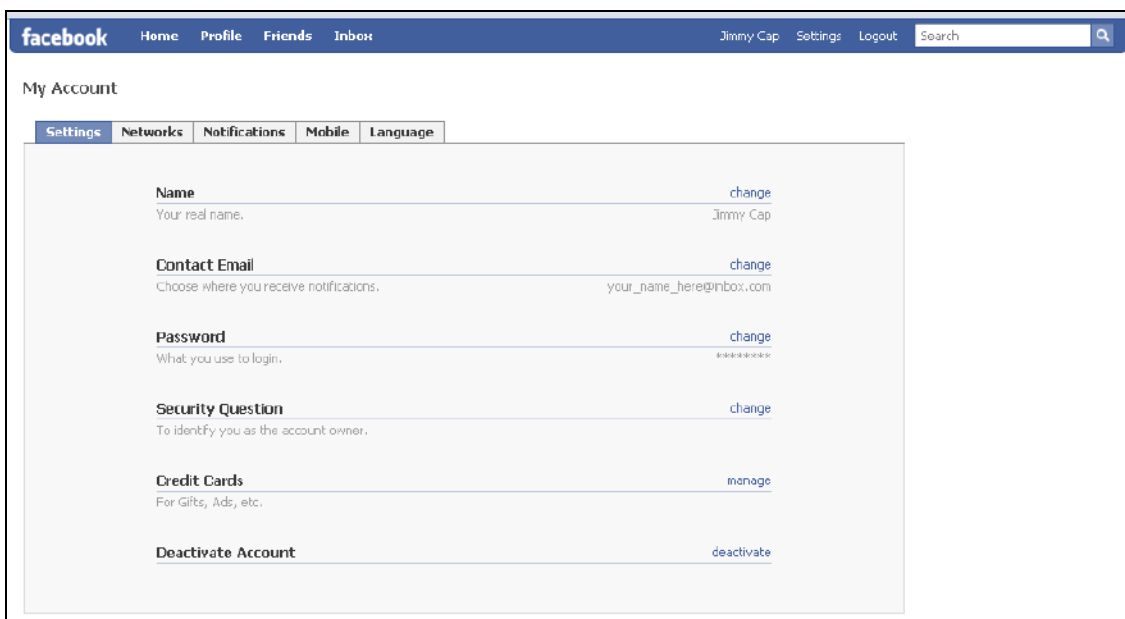 facebook Home Profile Friends Inbox Jimmy Cap Settings Logout Search
My Account
Settings Networks Notifications Mobile Language
Name change
Your real name. Jimmy Cap
Contact Email change
Choose where you receive notifications. your_name_here@inbox.com
Password change
What you use to login. ********
Security Question change
To identify you as the account owner.
Credit Cards manage
For Gifts, Ads, etc.
Deactivate Account deactivate